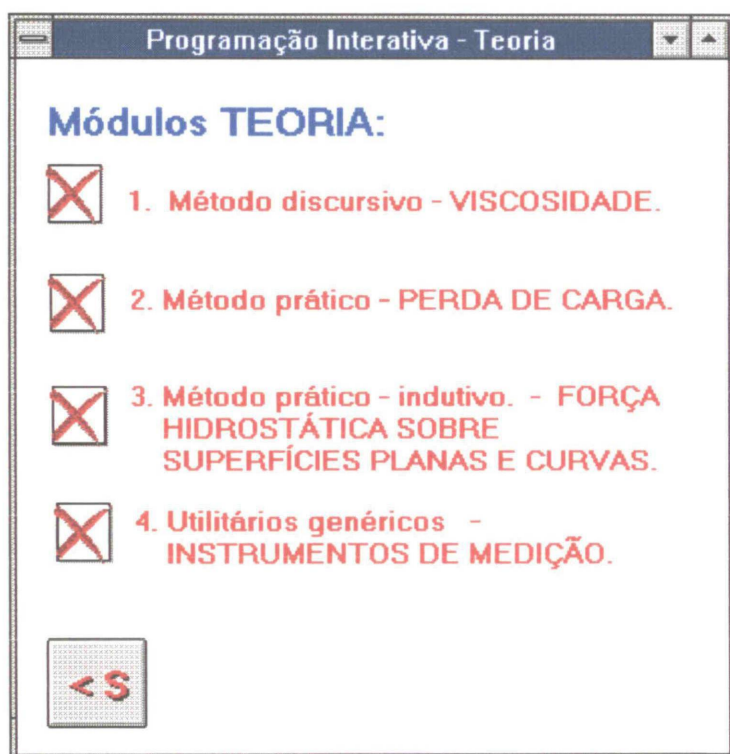 Programação Interativa - Teoria
Módulos TEORIA:
1. Método discursivo - VISCOSIDADE.
2. Método prático - PERDA DE CARGA.
3. Método prático - indutivo. - FORÇA
HIDROSTÁTICA SOBRE
SUPERFÍCIES PLANAS E CURVAS.
4. Utilitários genéricos -
INSTRUMENTOS DE MEDIÇÃO.
<S